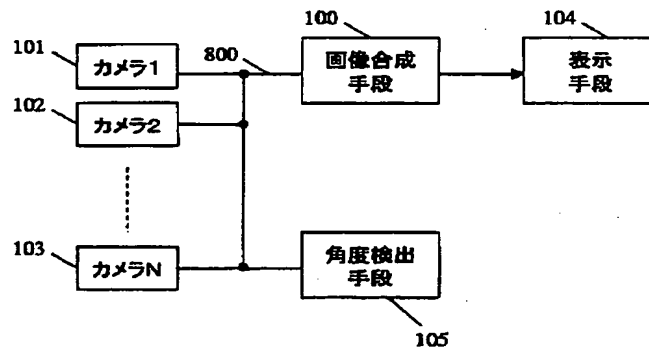 101
カメラ1
800
100
画像合成
手段
104
表示
手段
102
カメラ2
103
カメラN
角度検出
手段
105